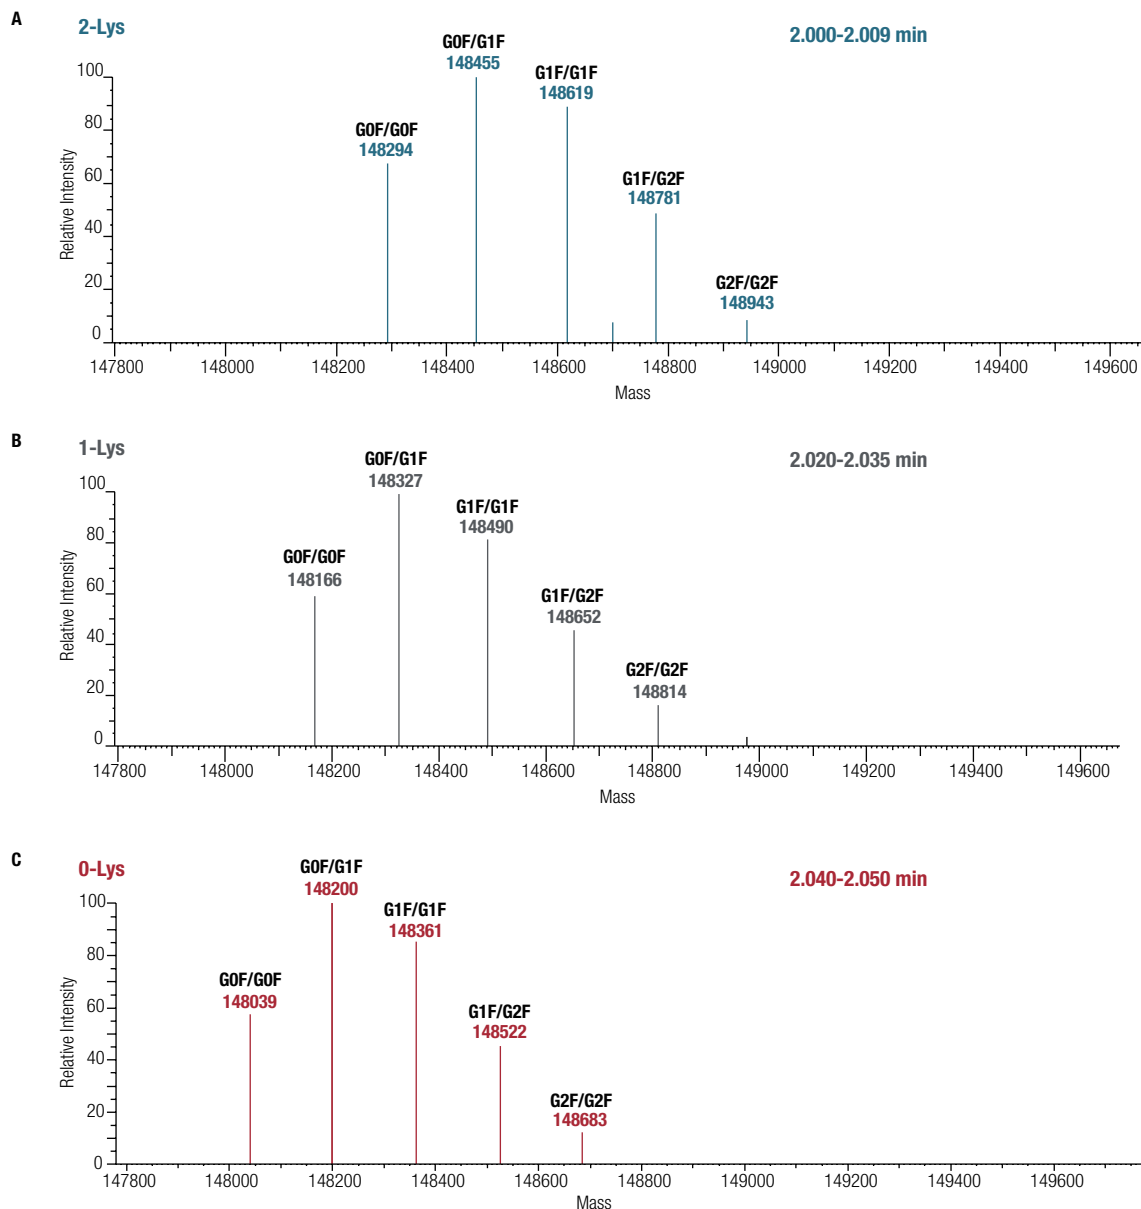 A
2-Lys
2.000-2.009 min
G0F/G0F
148294
G0F/G1F
148455
G1F/G1F
148619
G1F/G2F
148781
G2F/G2F
148943
Relative Intensity
100
80
60
40
20
0
147800 148000 148200 148400 148600 148800 149000 149200 149400 149600
Mass
B
1-Lys
2.020-2.035 min
G0F/G0F
148166
G0F/G1F
148327
G1F/G1F
148490
G1F/G2F
148652
G2F/G2F
148814
Relative Intensity
100
80
60
40
20
0
147800 148000 148200 148400 148600 148800 149000 149200 149400 149600
Mass
C
0-Lys
2.040-2.050 min
G0F/G0F
148039
G0F/G1F
148200
G1F/G1F
148361
G1F/G2F
148522
G2F/G2F
148683
Relative Intensity
100
80
60
40
20
0
147800 148000 148200 148400 148600 148800 149000 149200 149400 149600
Mass